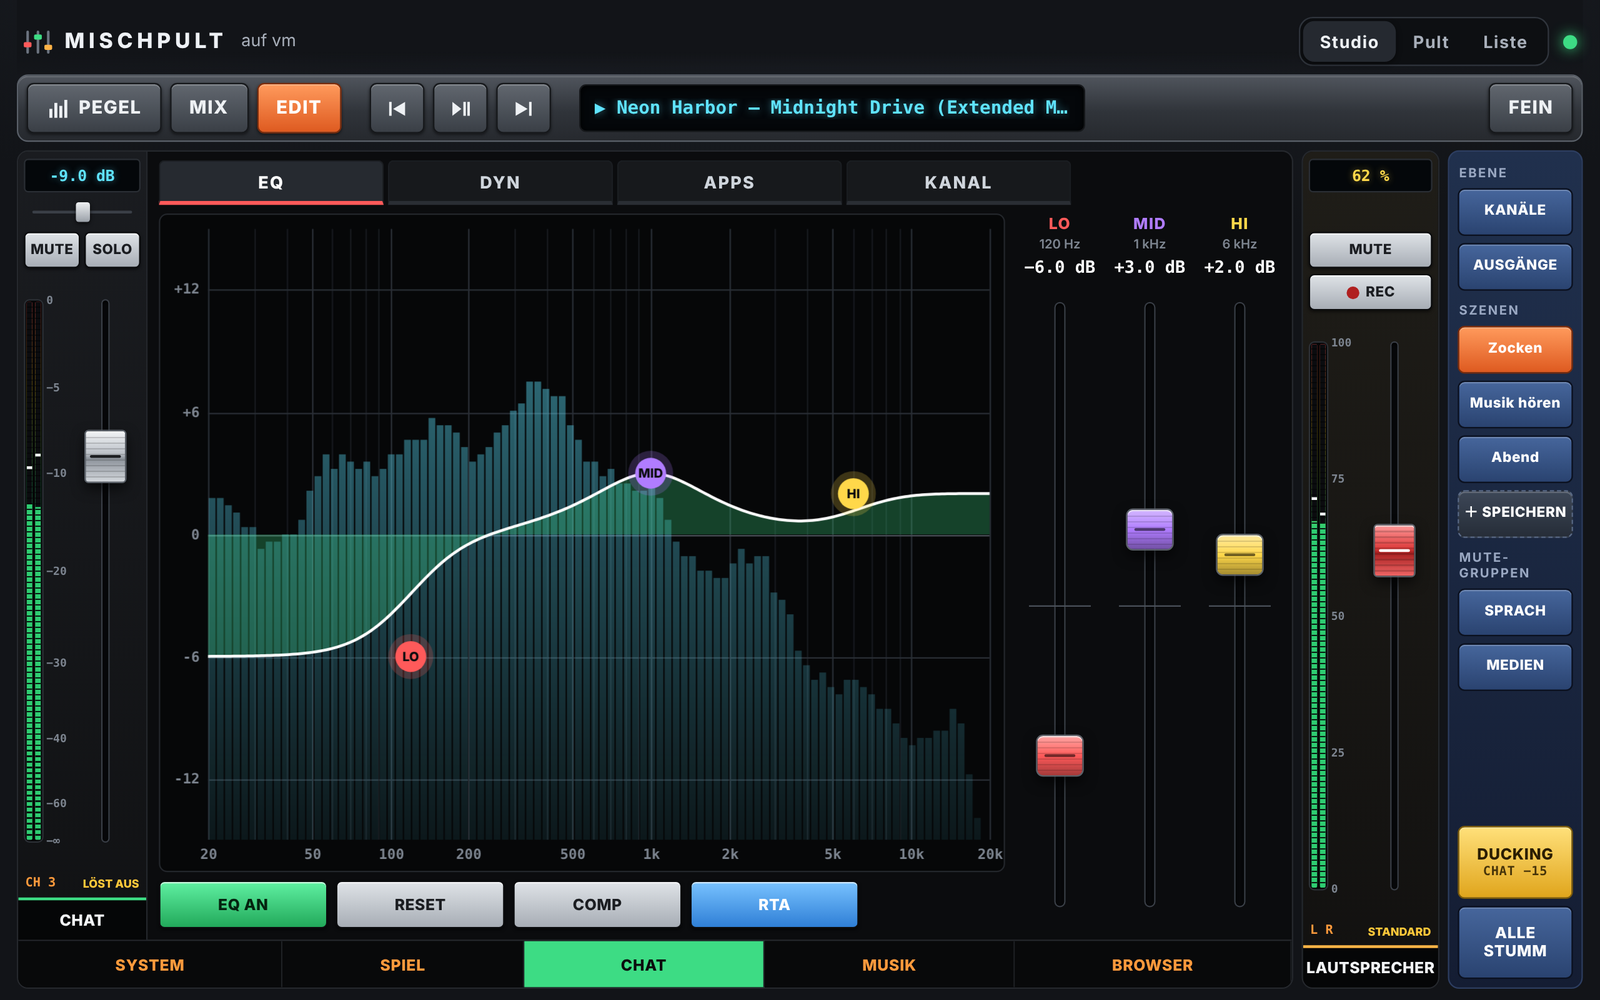 MISCHPULT auf vm
Studio Pult Liste
PEGEL MIX EDIT
▶ Neon Harbor – Midnight Drive (Extended M…
FEIN
-9.0 dB
MUTE SOLO
0
−5
−10
−20
−30
−40
−60
−∞
CH 3 LÖST AUS
CHAT
EQ DYN APPS KANAL
+12
+6
0
-6
-12
20 50 100 200 500 1k 2k 5k 10k 20k
LO
MID
HI
LO MID HI
120 Hz 1 kHz 6 kHz
−6.0 dB +3.0 dB +2.0 dB
EQ AN RESET COMP RTA
SYSTEM SPIEL CHAT MUSIK BROWSER
62 %
MUTE
REC
100
75
50
25
0
L R STANDARD
LAUTSPRECHER
EBENE
KANÄLE
AUSGÄNGE
SZENEN
Zocken
Musik hören
Abend
+ SPEICHERN
MUTE-
GRUPPEN
SPRACH
MEDIEN
DUCKING
CHAT −15
ALLE
STUMM